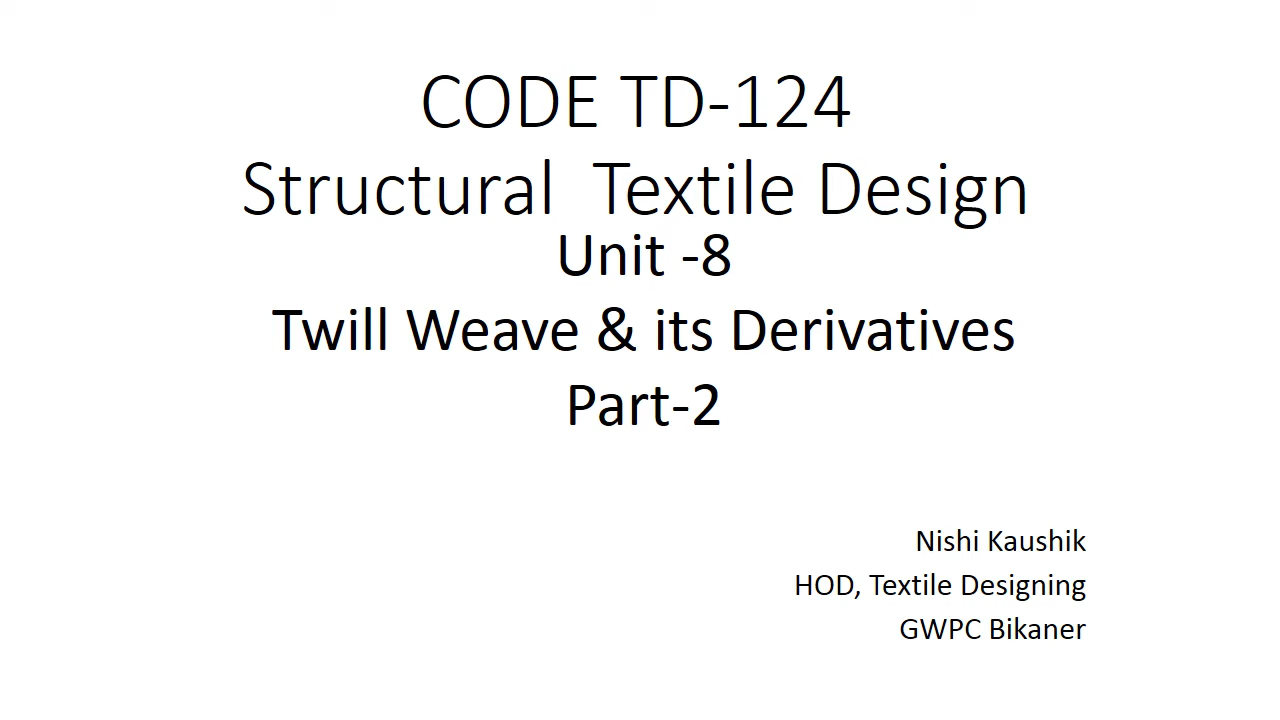 CODE TD-124
Structural  Textile Design
Unit -8
Twill Weave & its Derivatives
Part-2
Nishi Kaushik
HOD, Textile Designing
GWPC Bikaner